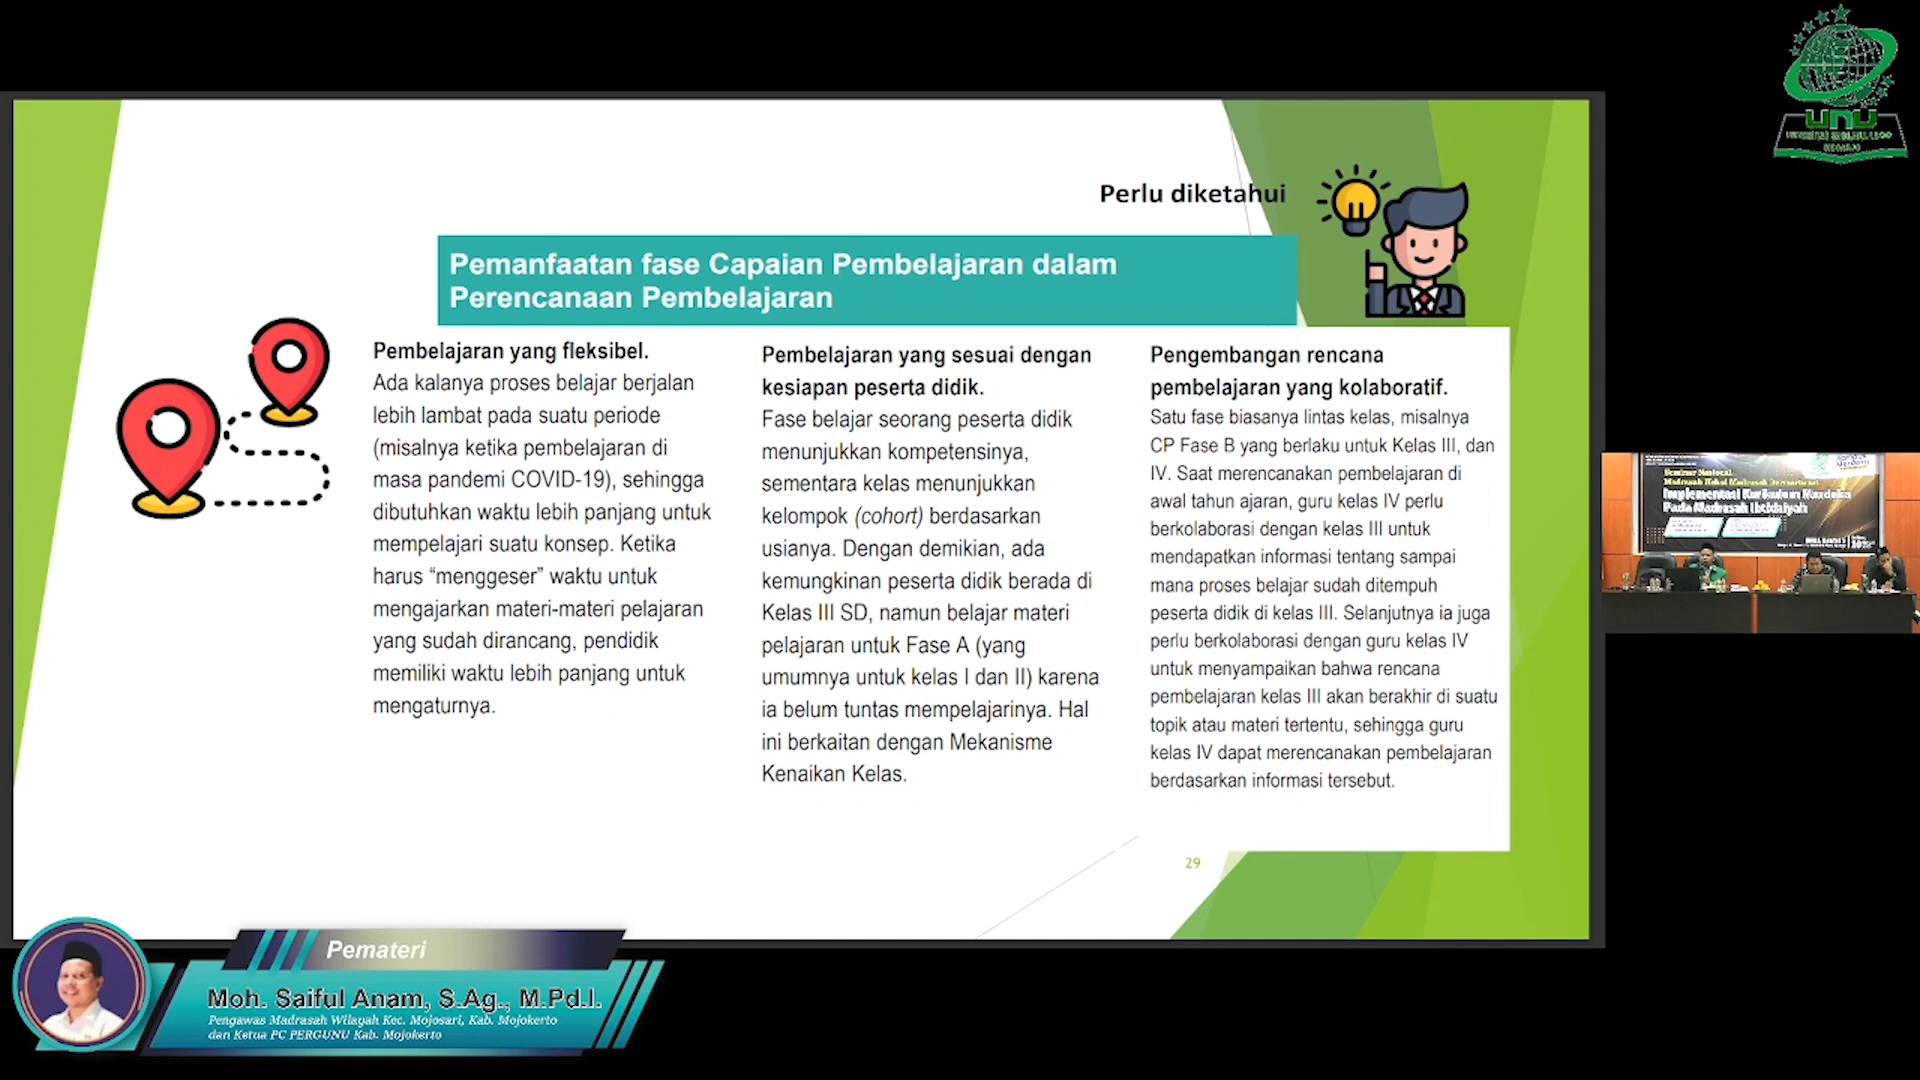 Perlu diketahui
Pemanfaatan fase Capaian Pembelajaran dalam
Perencanaan Pembelajaran
Pembelajaran yang fleksibel.
Ada kalanya proses belajar berjalan
lebih lambat pada suatu periode
(misalnya ketika pembelajaran di
masa pandemi COVID-19), sehingga
dibutuhkan waktu lebih panjang untuk
mempelajari suatu konsep. Ketika
harus “menggeser” waktu untuk
mengajarkan materi-materi pelajaran
yang sudah dirancang, pendidik
memiliki waktu lebih panjang untuk
mengaturnya.
Pembelajaran yang sesuai dengan
kesiapan peserta didik.
Fase belajar seorang peserta didik
menunjukkan kompetensinya,
sementara kelas menunjukkan
kelompok (cohort) berdasarkan
usianya. Dengan demikian, ada
kemungkinan peserta didik berada di
Kelas III SD, namun belajar materi
pelajaran untuk Fase A (yang
umumnya untuk kelas I dan II) karena
ia belum tuntas mempelajarinya. Hal
ini berkaitan dengan Mekanisme
Kenaikan Kelas.
Pengembangan rencana
pembelajaran yang kolaboratif.
Satu fase biasanya lintas kelas, misalnya
CP Fase B yang berlaku untuk Kelas III, dan
IV. Saat merencanakan pembelajaran di
awal tahun ajaran, guru kelas IV perlu
berkolaborasi dengan kelas III untuk
mendapatkan informasi tentang sampai
mana proses belajar sudah ditempuh
peserta didik di kelas III. Selanjutnya ia juga
perlu berkolaborasi dengan guru kelas IV
untuk menyampaikan bahwa rencana
pembelajaran kelas III akan berakhir di suatu
topik atau materi tertentu, sehingga guru
kelas IV dapat merencanakan pembelajaran
berdasarkan informasi tersebut.
29
UNU
Seminar Nasional
Implementasi Kurikulum Merdeka
Pada Madrasah Ibtidaiyah
Pemateri
Moh. Saiful Anam, S.Ag., M.Pd.I.
Pengawas Madrasah Wilayah Kec. Mojosari, Kab. Mojokerto
dan Ketua PC PERGUNU Kab. Mojokerto